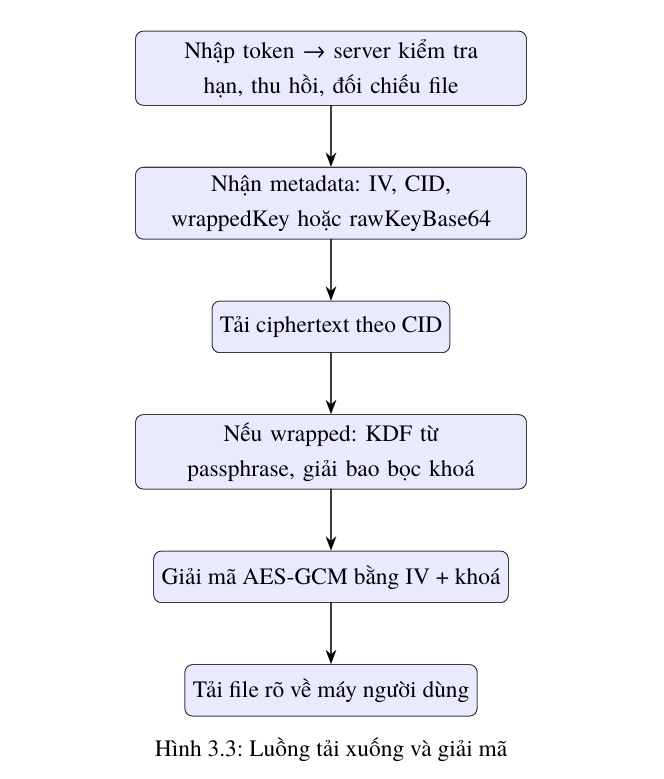 Nhập token → server kiểm tra
hạn, thu hồi, đối chiếu file
Nhận metadata: IV, CID,
wrappedKey hoặc rawKeyBase64
Tải ciphertext theo CID
Nếu wrapped: KDF từ
passphrase, giải bao bọc khoá
Giải mã AES-GCM bằng IV + khoá
Tải file rõ về máy người dùng
Hình 3.3: Luồng tải xuống và giải mã